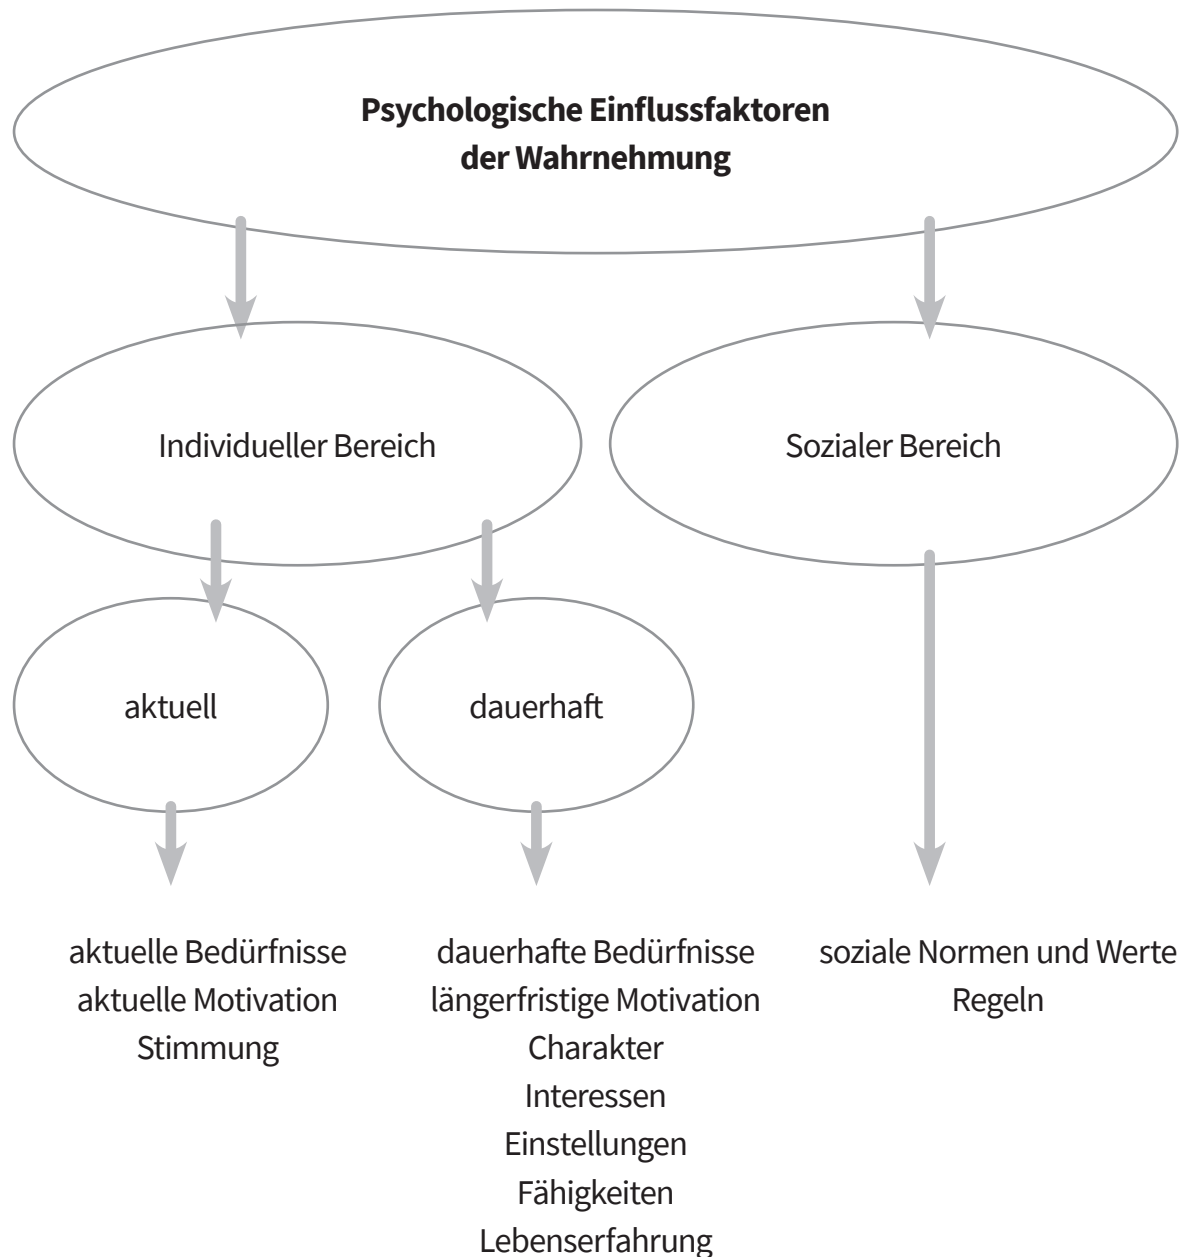 Psychologische Einflussfaktoren
der Wahrnehmung
Individueller Bereich
Sozialer Bereich
aktuell
dauerhaft
aktuelle Bedürfnisse
aktuelle Motivation
Stimmung
dauerhafte Bedürfnisse
längerfristige Motivation
Charakter
Interessen
Einstellungen
Fähigkeiten
Lebenserfahrung
soziale Normen und Werte
Regeln